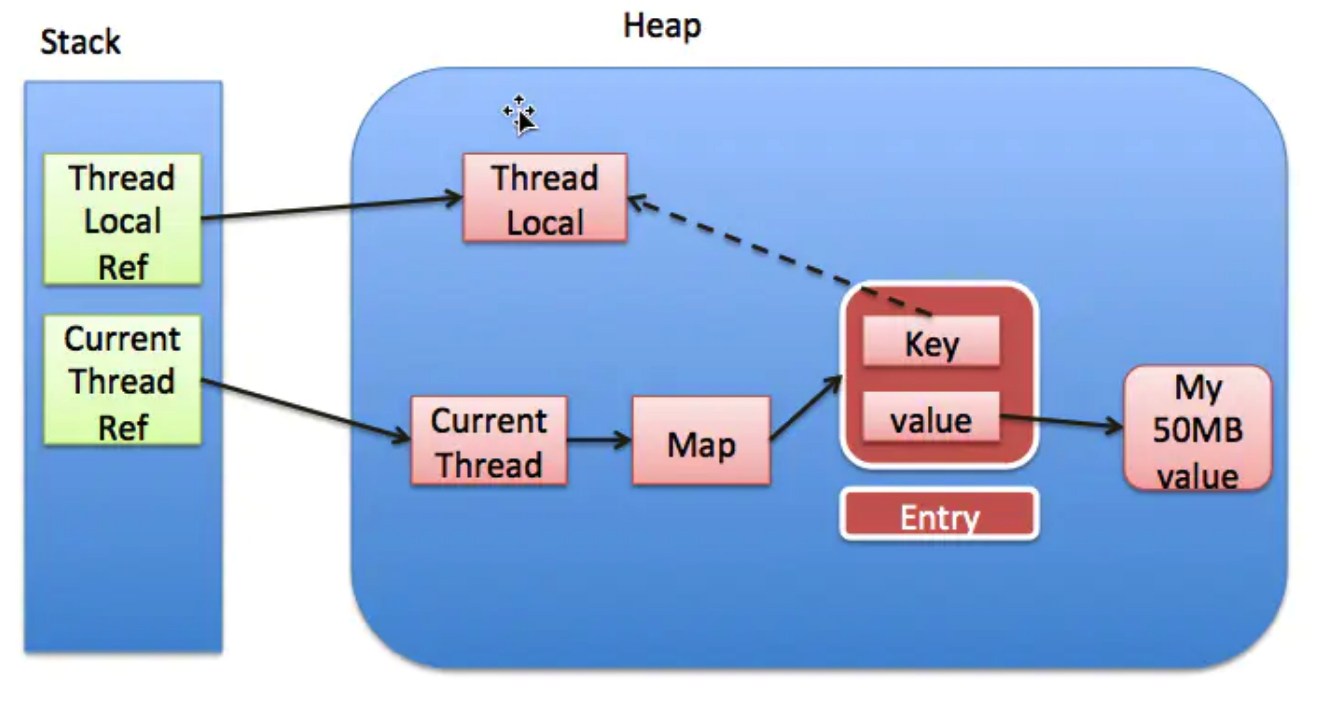 Stack
Heap
Thread
Local
Ref
Thread
Local
Current
Thread
Ref
Key
Current
Thread
Map
value
My
50MB
value
Entry